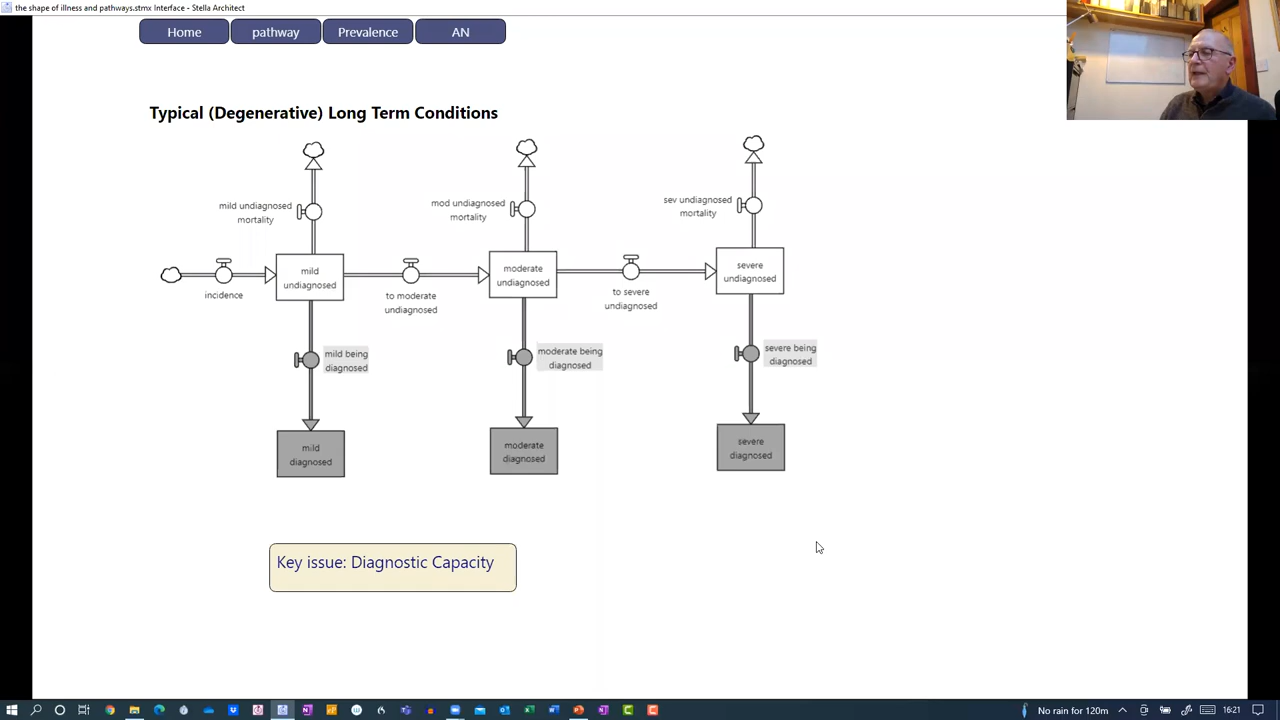 the shape of illness and pathways.stmx Interface - Stella Architect
Home
pathway
Prevalence
AN
Typical (Degenerative) Long Term Conditions
mild undiagnosed
mortality
mod undiagnosed
mortality
sev undiagnosed
mortality
incidence
mild
undiagnosed
to moderate
undiagnosed
moderate
undiagnosed
to severe
undiagnosed
severe
undiagnosed
mild being
diagnosed
moderate being
diagnosed
severe being
diagnosed
mild
diagnosed
moderate
diagnosed
severe
diagnosed
Key issue: Diagnostic Capacity
No rain for 120m
16:21